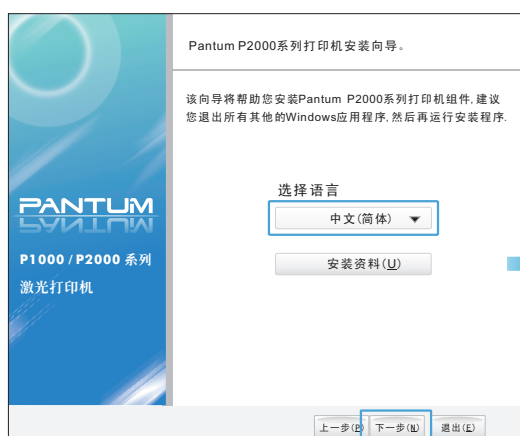 Pantum P2000系列打印机安装向导。
该向导将帮助您安装Pantum P2000系列打印机组件,建议
您退出所有其他的Windows应用程序,然后再运行安装程序.
选择语言
中文(简体)
安装资料(U)
PANTUM
P1000 / P2000 系列
激光打印机
上一步(P) 下一步(N) 退出(E)